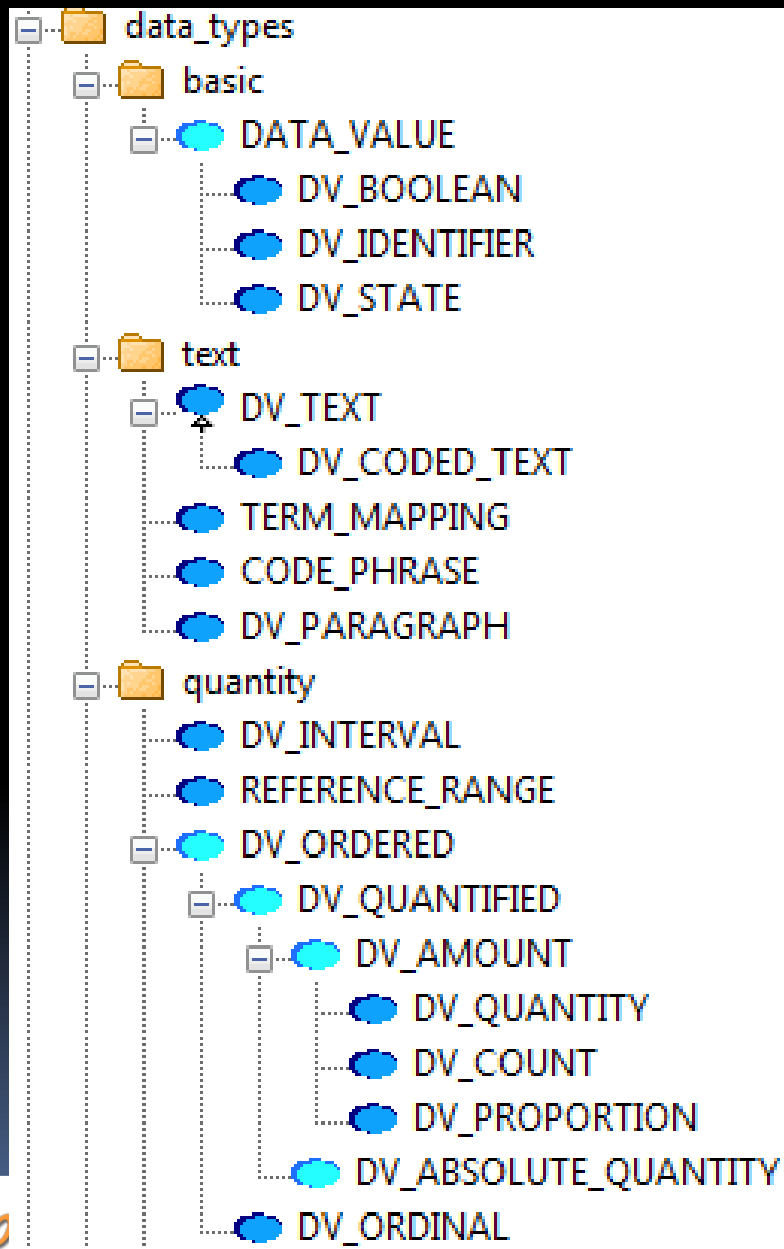 data_types
basic
DATA_VALUE
DV_BOOLEAN
DV_IDENTIFIER
DV_STATE
text
DV_TEXT
DV_CODED_TEXT
TERM_MAPPING
CODE_PHRASE
DV_PARAGRAPH
quantity
DV_INTERVAL
REFERENCE_RANGE
DV_ORDERED
DV_QUANTIFIED
DV_AMOUNT
DV_QUANTITY
DV_COUNT
DV_PROPORTION
DV_ABSOLUTE_QUANTITY
DV_ORDINAL